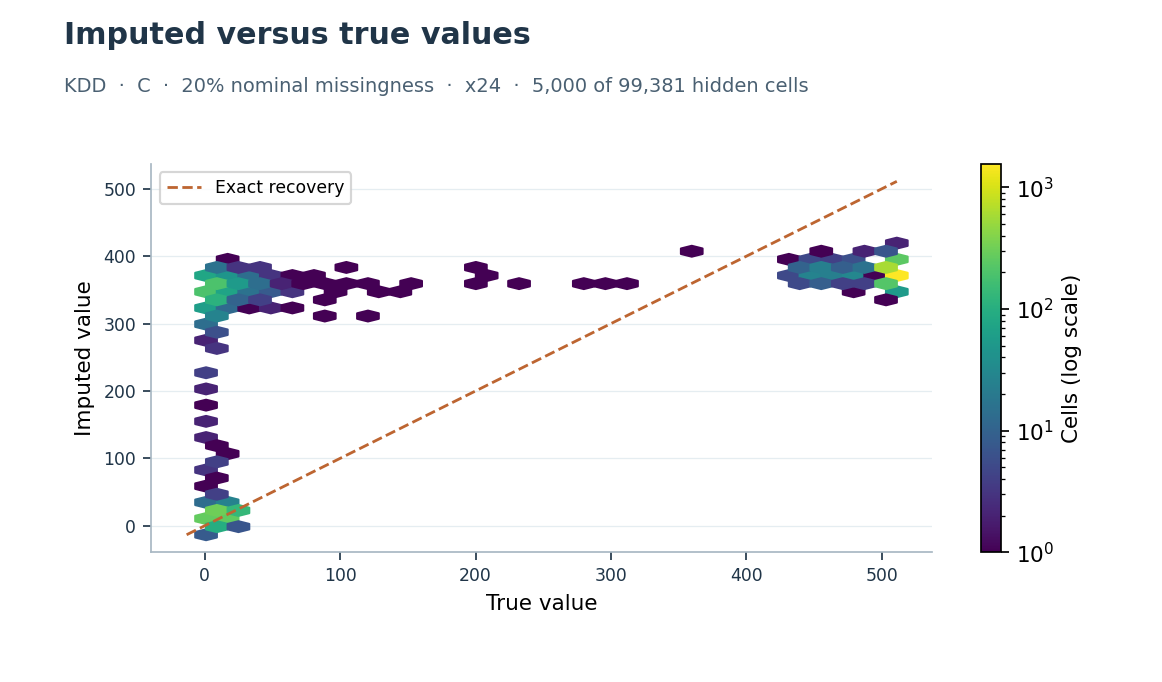 Imputed versus true values
KDD · C · 20% nominal missingness · x24 · 5,000 of 99,381 hidden cells
Exact recovery
500
400
300
200
100
0
Imputed value
0 100 200 300 400 500
True value
10³
10²
10¹
10⁰
Cells (log scale)